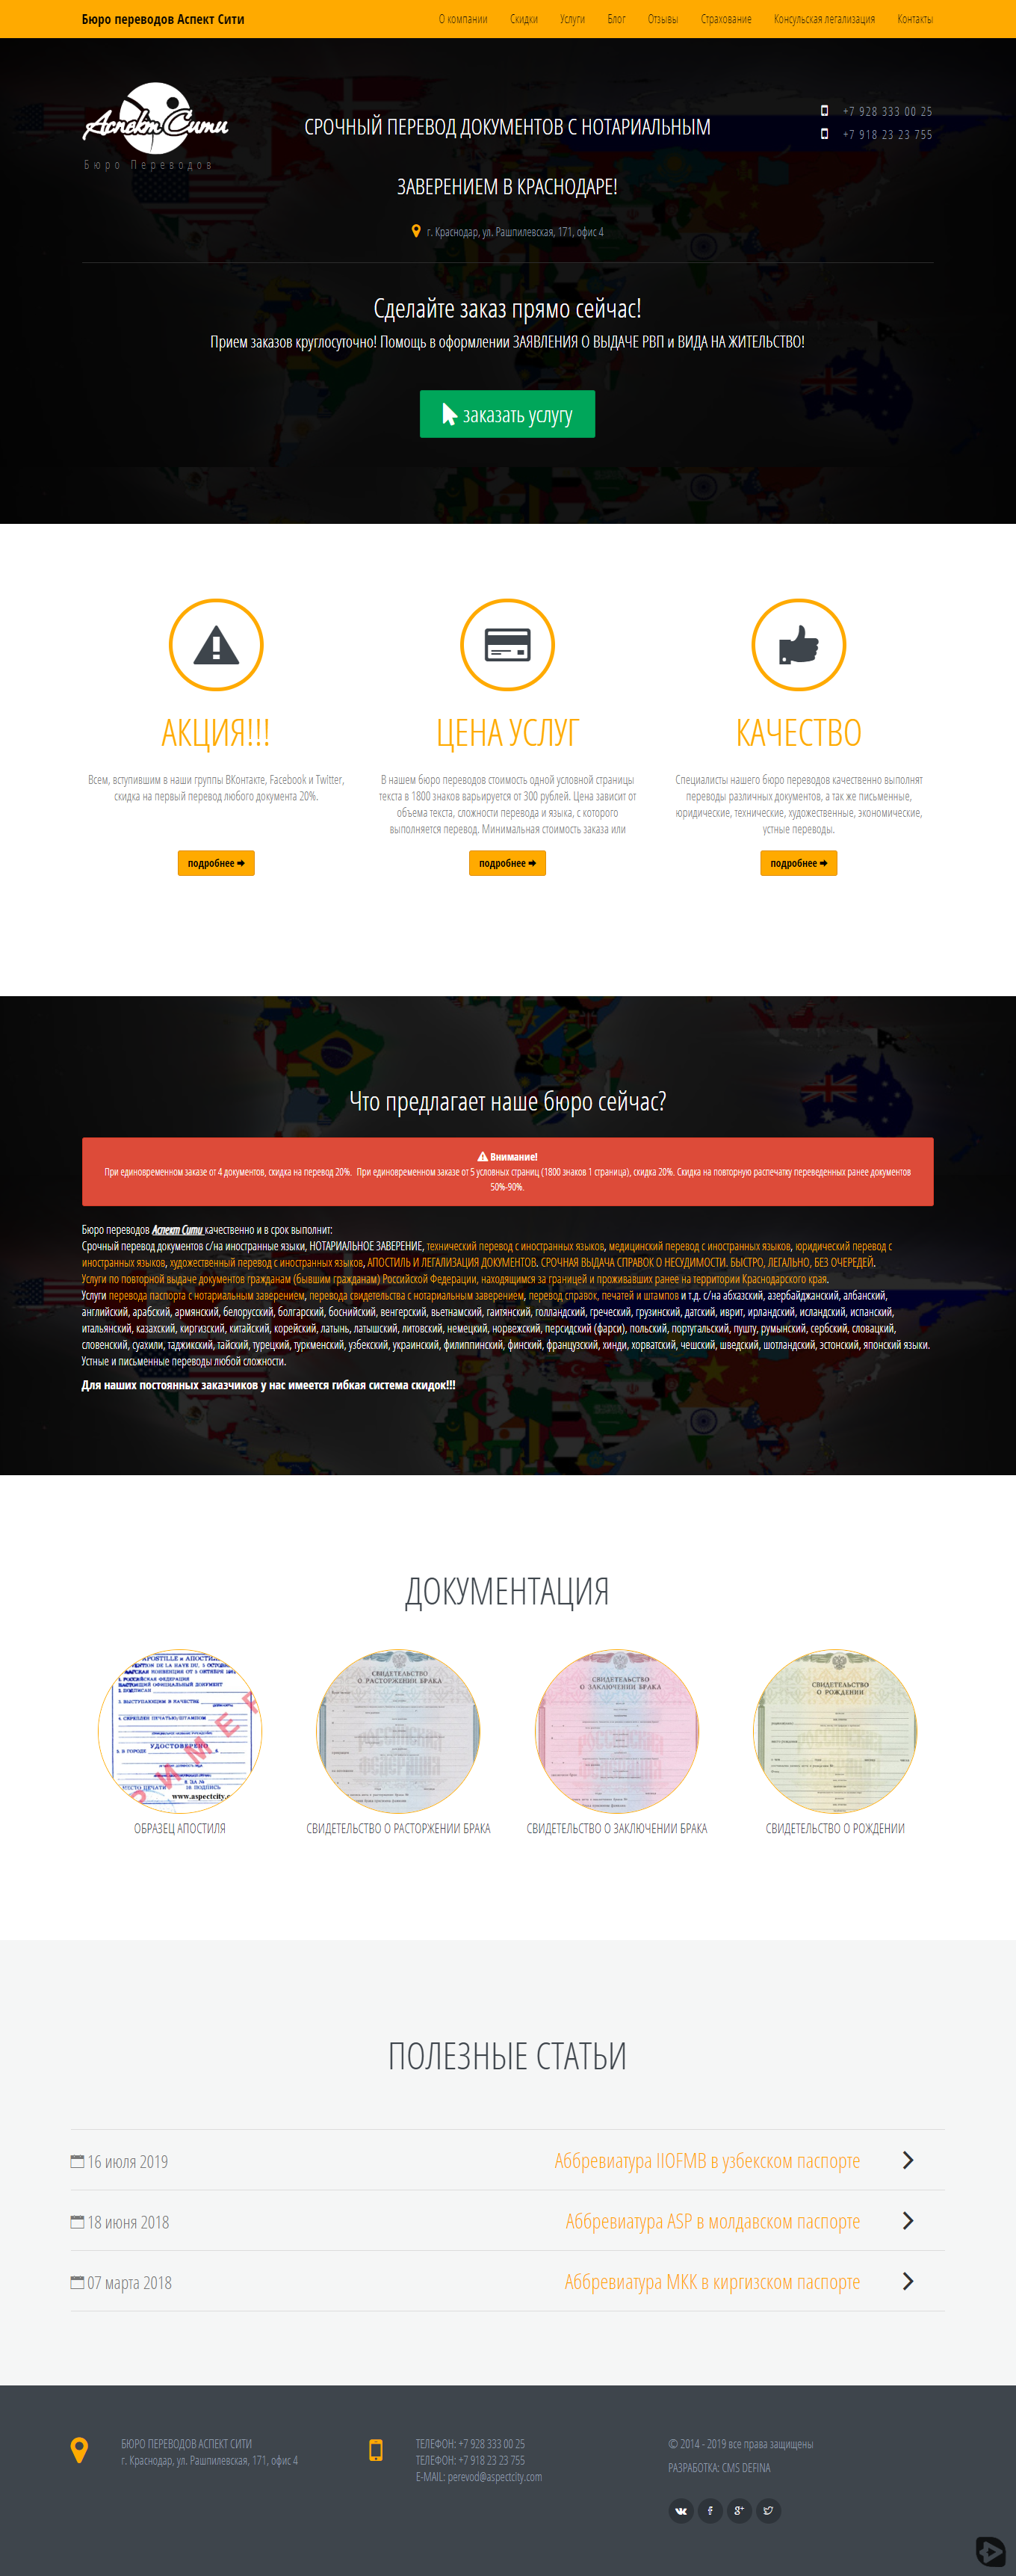 Бюро переводов Аспект Сити
О компании Скидки Услуги Блог Отзывы Страхование Консульская легализация Контакты
Аспект Сити
Бюро Переводов
СРОЧНЫЙ ПЕРЕВОД ДОКУМЕНТОВ С НОТАРИАЛЬНЫМ
ЗАВЕРЕНИЕМ В КРАСНОДАРЕ!
+7 928 333 00 25
+7 918 23 23 755
г. Краснодар, ул. Рашпилевская, 171, офис 4
Сделайте заказ прямо сейчас!
Прием заказов круглосуточно! Помощь в оформлении ЗАЯВЛЕНИЯ О ВЫДАЧЕ РВП и ВИДА НА ЖИТЕЛЬСТВО!
заказать услугу
АКЦИЯ!!!
Всем, вступившим в наши группы ВКонтакте, Facebook и Twitter,
скидка на первый перевод любого документа 20%.
подробнее
ЦЕНА УСЛУГ
В нашем бюро переводов стоимость одной условной страницы
текста в 1800 знаков варьируется от 300 рублей. Цена зависит от
объема текста, сложности перевода и языка, с которого
выполняется перевод. Минимальная стоимость заказа или
подробнее
КАЧЕСТВО
Специалисты нашего бюро переводов качественно выполнят
переводы различных документов, а так же письменные,
юридические, технические, художественные, экономические,
устные переводы.
подробнее
Что предлагает наше бюро сейчас?
Внимание!
При единовременном заказе от 4 документов, скидка на перевод 20%. При единовременном заказе от 5 условных страниц (1800 знаков 1 страница), скидка 20%. Скидка на повторную распечатку переведенных ранее документов
50%-90%.
Бюро переводов Аспект Сити качественно и в срок выполнит:
Срочный перевод документов с/на иностранные языки, НОТАРИАЛЬНОЕ ЗАВЕРЕНИЕ, технический перевод с иностранных языков, медицинский перевод с иностранных языков, юридический перевод с
иностранных языков, художественный перевод с иностранных языков, АПОСТИЛЬ И ЛЕГАЛИЗАЦИЯ ДОКУМЕНТОВ. СРОЧНАЯ ВЫДАЧА СПРАВОК О НЕСУДИМОСТИ. БЫСТРО, ЛЕГАЛЬНО, БЕЗ ОЧЕРЕДЕЙ.
Услуги по повторной выдаче документов гражданам (бывшим гражданам) Российской Федерации, находящимся за границей и проживавших ранее на территории Краснодарского края.
Услуги перевода паспорта с нотариальным заверением, перевода свидетельства с нотариальным заверением, перевод справок, печатей и штампов и т.д. с/на абхазский, азербайджанский, албанский,
английский, арабский, армянский, белорусский, болгарский, боснийский, венгерский, вьетнамский, гаитянский, голландский, греческий, грузинский, датский, иврит, ирландский, исландский, испанский,
итальянский, казахский, киргизский, китайский, корейский, латынь, латышский, литовский, немецкий, норвежский, персидский (фарси), польский, португальский, пушту, румынский, сербский, словацкий,
словенский, суахили, таджикский, тайский, турецкий, туркменский, узбекский, украинский, филиппинский, финский, французский, хинди, хорватский, чешский, шведский, шотландский, эстонский, японский языки.
Устные и письменные переводы любой сложности.
Для наших постоянных заказчиков у нас имеется гибкая система скидок!!!
ДОКУМЕНТАЦИЯ
УДОСТОВЕРЕНО
www.aspectcity.
СВИДЕТЕЛЬСТВО
О РАСТОРЖЕНИИ БРАКА
СВИДЕТЕЛЬСТВО
О ЗАКЛЮЧЕНИИ БРАКА
СВИДЕТЕЛЬСТВО
О РОЖДЕНИИ
ОБРАЗЕЦ АПОСТИЛЯ
СВИДЕТЕЛЬСТВО О РАСТОРЖЕНИИ БРАКА
СВИДЕТЕЛЬСТВО О ЗАКЛЮЧЕНИИ БРАКА
СВИДЕТЕЛЬСТВО О РОЖДЕНИИ
ПОЛЕЗНЫЕ СТАТЬИ
16 июля 2019 Аббревиатура IIOFMB в узбекском паспорте
18 июня 2018 Аббревиатура ASP в молдавском паспорте
07 марта 2018 Аббревиатура МКК в киргизском паспорте
БЮРО ПЕРЕВОДОВ АСПЕКТ СИТИ
г. Краснодар, ул. Рашпилевская, 171, офис 4
ТЕЛЕФОН: +7 928 333 00 25
ТЕЛЕФОН: +7 918 23 23 755
E-MAIL: perevod@aspectcity.com
© 2014 - 2019 все права защищены
РАЗРАБОТКА: CMS DEFINA